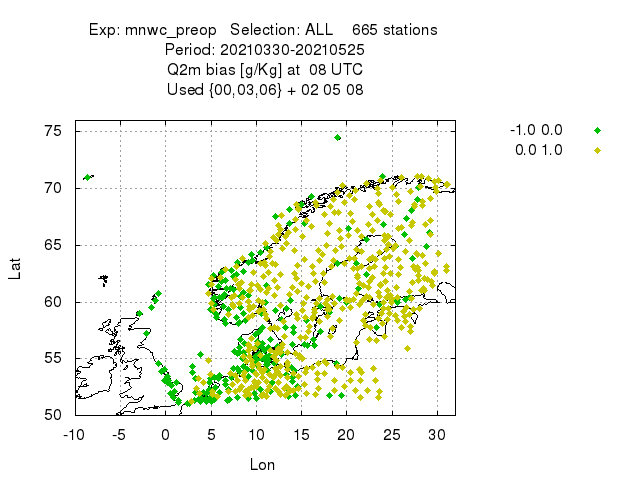 Exp: mnwc_preop   Selection: ALL    665 stations
Period: 20210330-20210525
Q2m bias [g/Kg] at  08 UTC
Used {00,03,06} + 02 05 08
-1.0 0.0
0.0 1.0
75
70
65
60
55
50
Lat
-10 -5 0 5 10 15 20 25 30
Lon